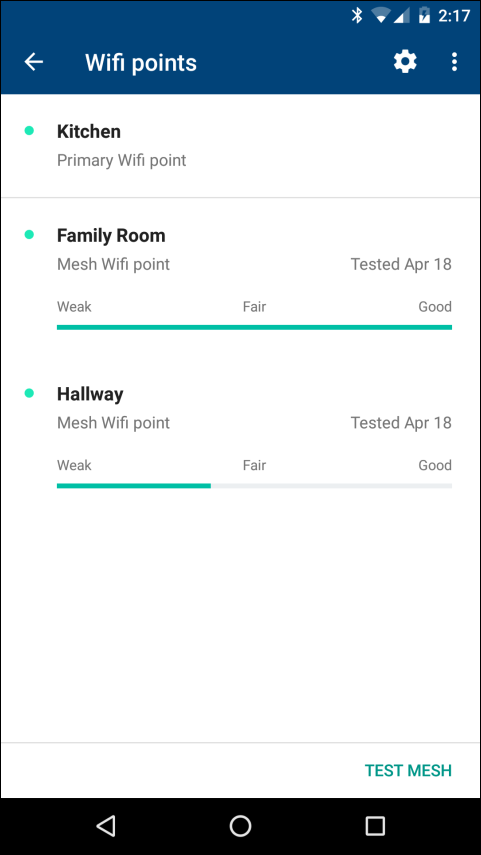 2:17
Wifi points
Kitchen
Primary Wifi point
Family Room
Mesh Wifi point Tested Apr 18
Weak Fair Good
Hallway
Mesh Wifi point Tested Apr 18
Weak Fair Good
TEST MESH